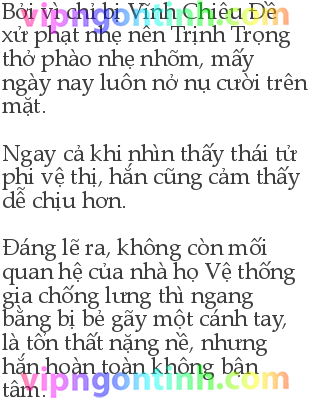 Bởi vì chỉ bị Vĩnh Chiêu Đề
xử phạt nhẹ nên Trịnh Trọng
thở phào nhẹ nhõm, mấy
ngày nay luôn nở nụ cười trên
mặt.
Ngay cả khi nhìn thấy thái tử
phi vệ thị, hắn cũng cảm thấy
dễ chịu hơn.
Đáng lẽ ra, không còn mối
quan hệ của nhà họ Vệ thống
gia chống lưng thì ngang
bằng bị bẻ gãy một cánh tay,
là tổn thất nặng nề, nhưng
hắn hoàn toàn không bận
tâm.
vipngontinh.com
vipngontinh.com